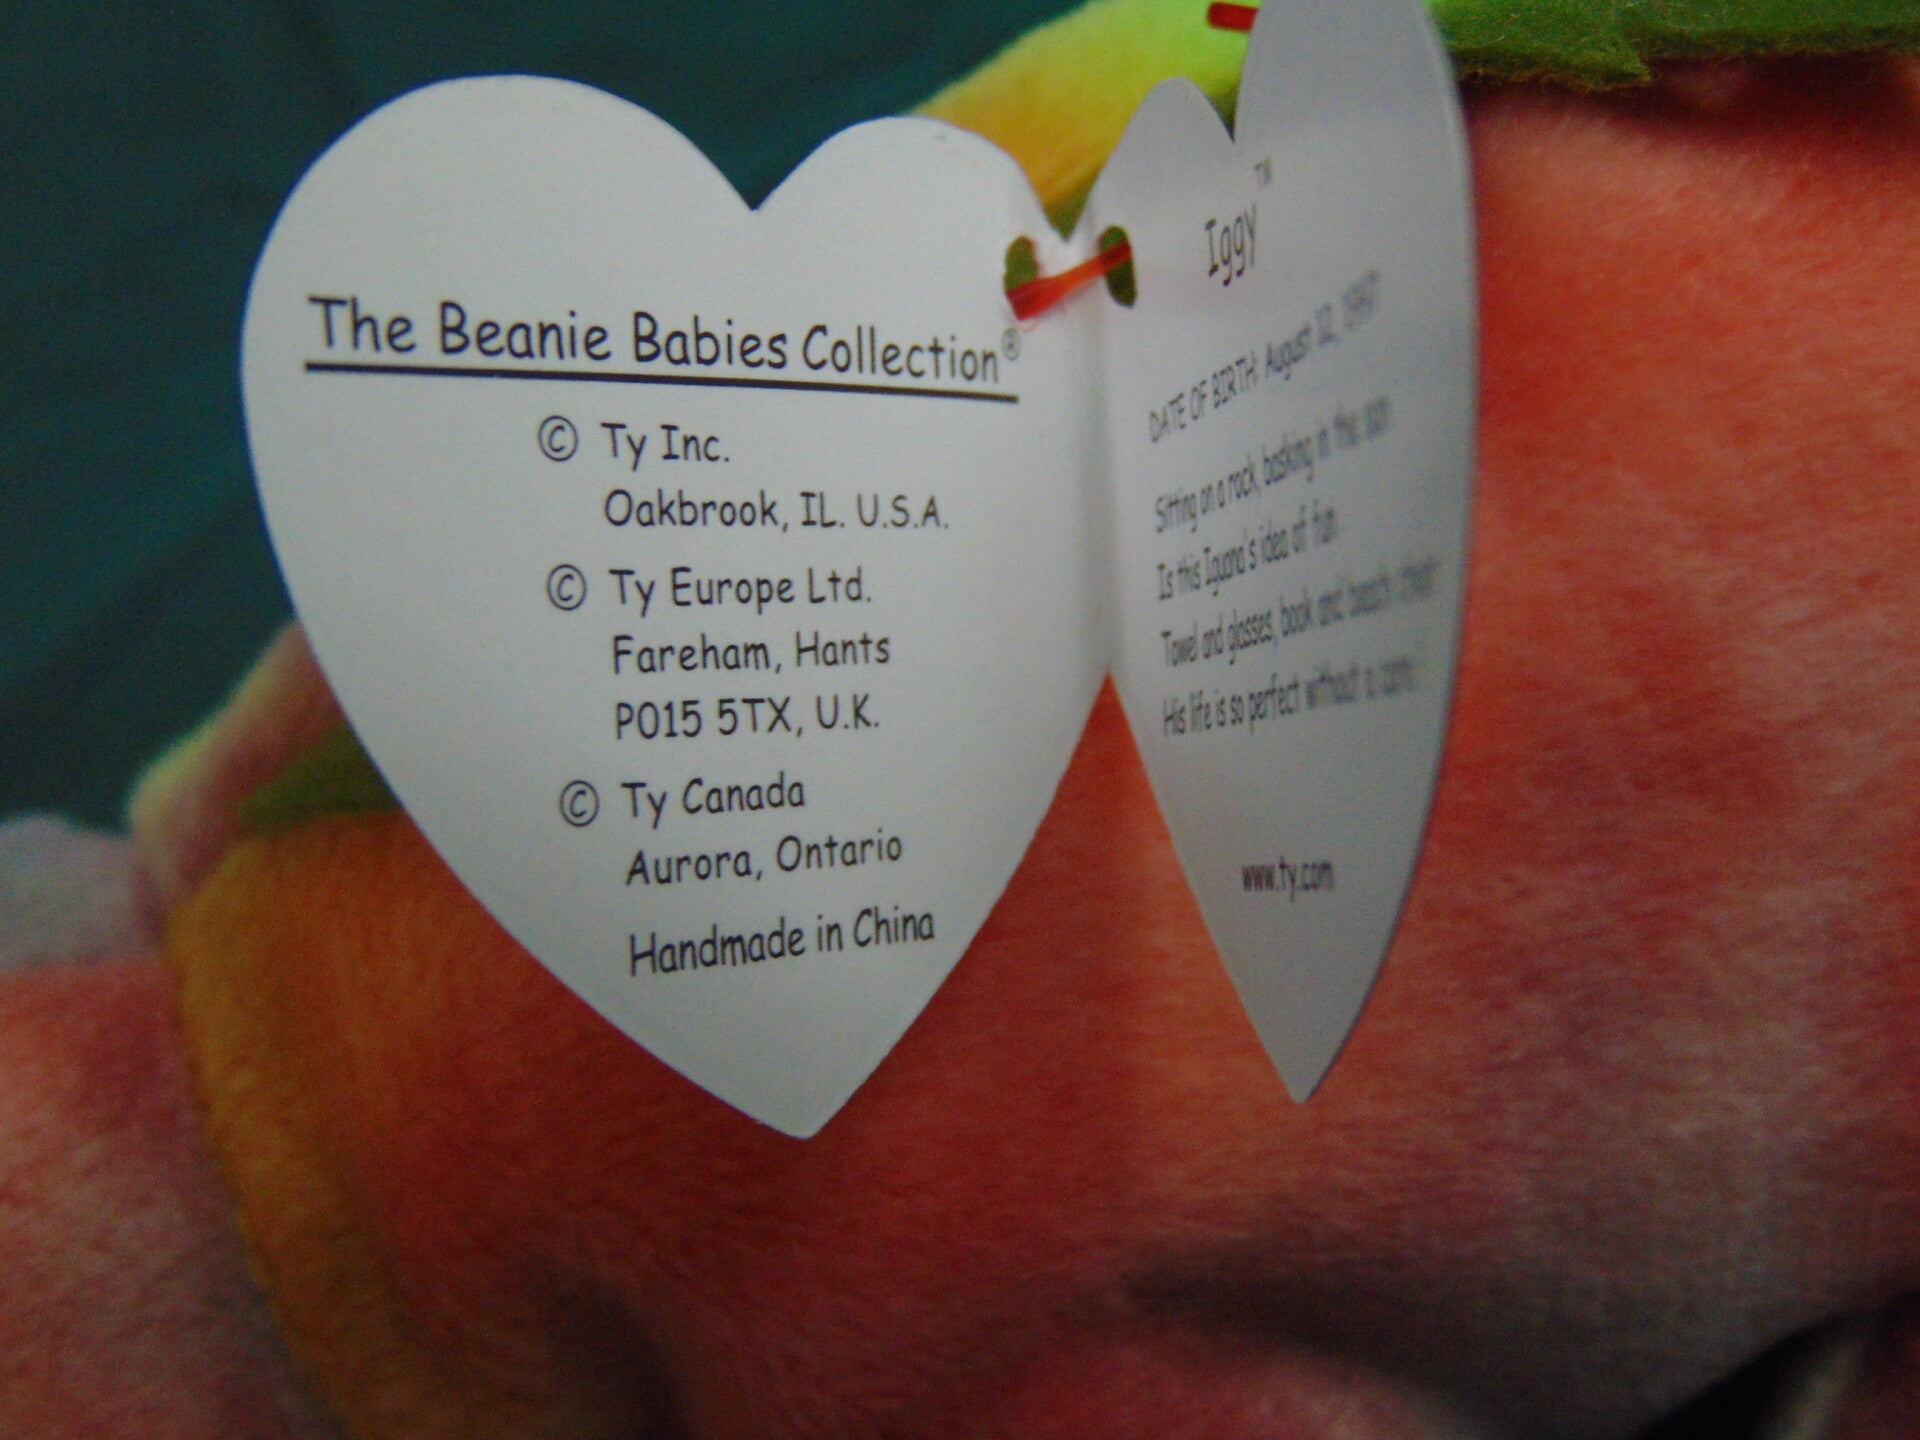 The Beanie Babies Collection®
© Ty Inc.
Oakbrook, IL. U.S.A.
© Ty Europe Ltd.
Fareham, Hants
P015 5TX, U.K.
© Ty Canada
Aurora, Ontario
Handmade in China
Iggy™
DATE OF BIRTH: August 12, 1997
Sitting on a rock, basking in the sun
Is this Iguana's idea of fun
Towel and glasses, book and beach chair
His life is so perfect without a care!
www.ty.com